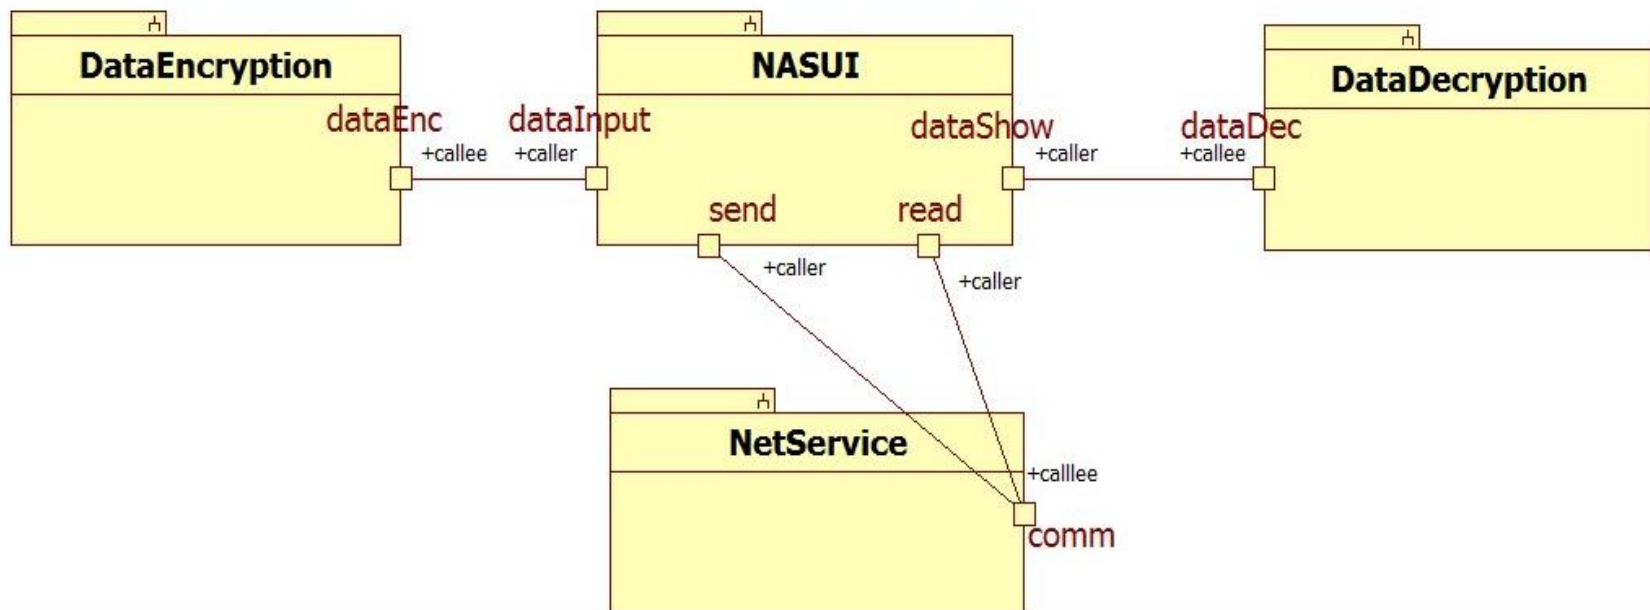 DataEncryption
NASUI
DataDecryption
dataEnc
dataInput
dataShow
dataDec
+callee
+caller
+caller
+callee
send
read
+caller
+caller
NetService
+calllee
comm